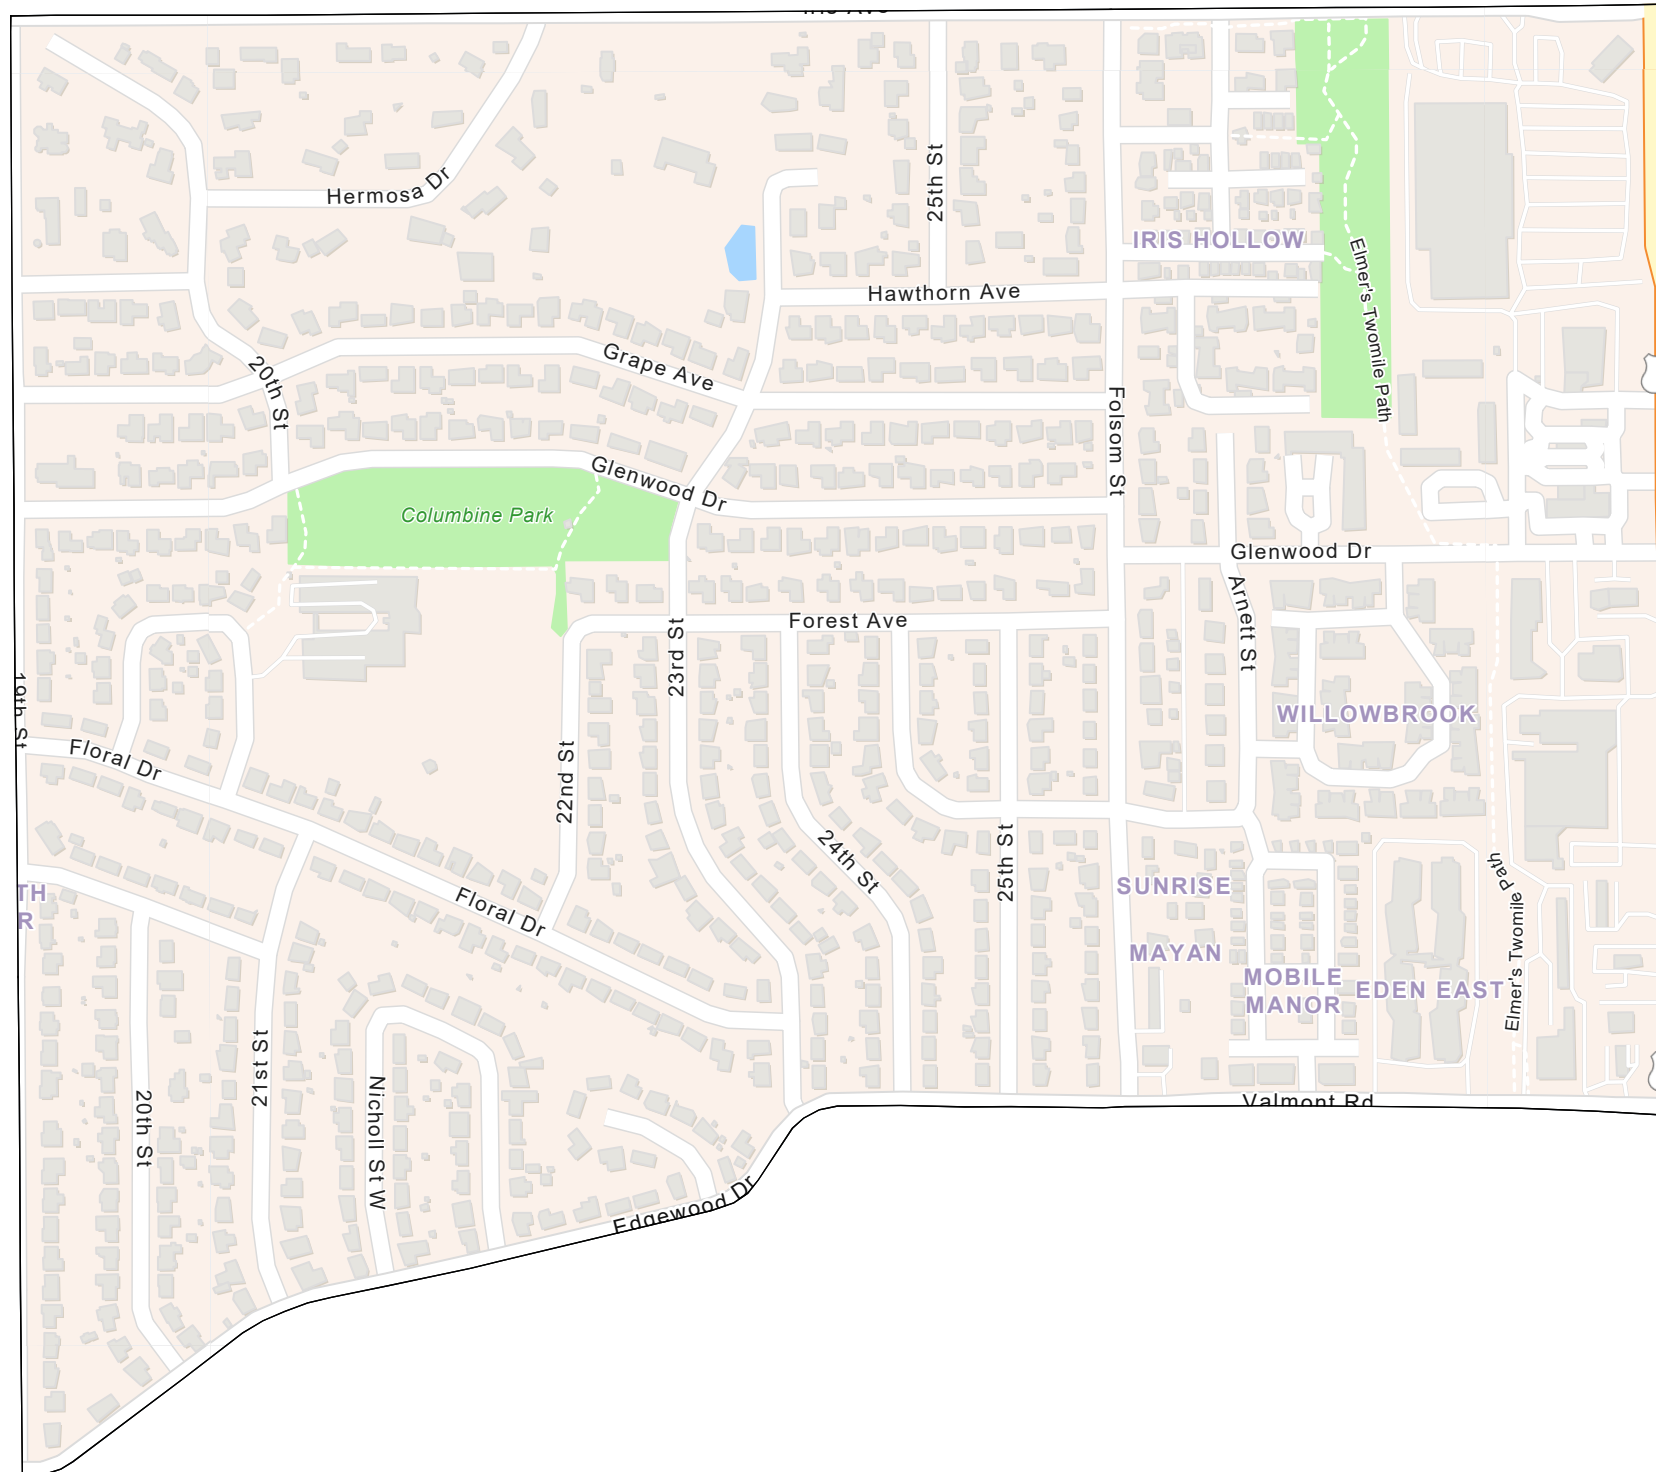 Iris Ave
25th St
Hermosa Dr
IRIS HOLLOW
Elmer's Twomile Path
Hawthorn Ave
Grape Ave
20th St
Folsom St
Glenwood Dr
Columbine Park
Glenwood Dr
Arnett St
Forest Ave
23rd St
19th St
WILLOWBROOK
Floral Dr
22nd St
24th St
25th St
Elmer's Twomile Path
TH
R
SUNRISE
Floral Dr
MAYAN
MOBILE
MANOR
EDEN EAST
21st St
20th St
Nicholl St W
Valmont Rd
Edgewood Dr